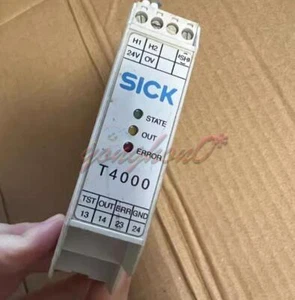 H1 H2
24V 0V
SICK
STATE
OUT
ERROR
T4000
TST OUT ERR GND
13 14 23 24